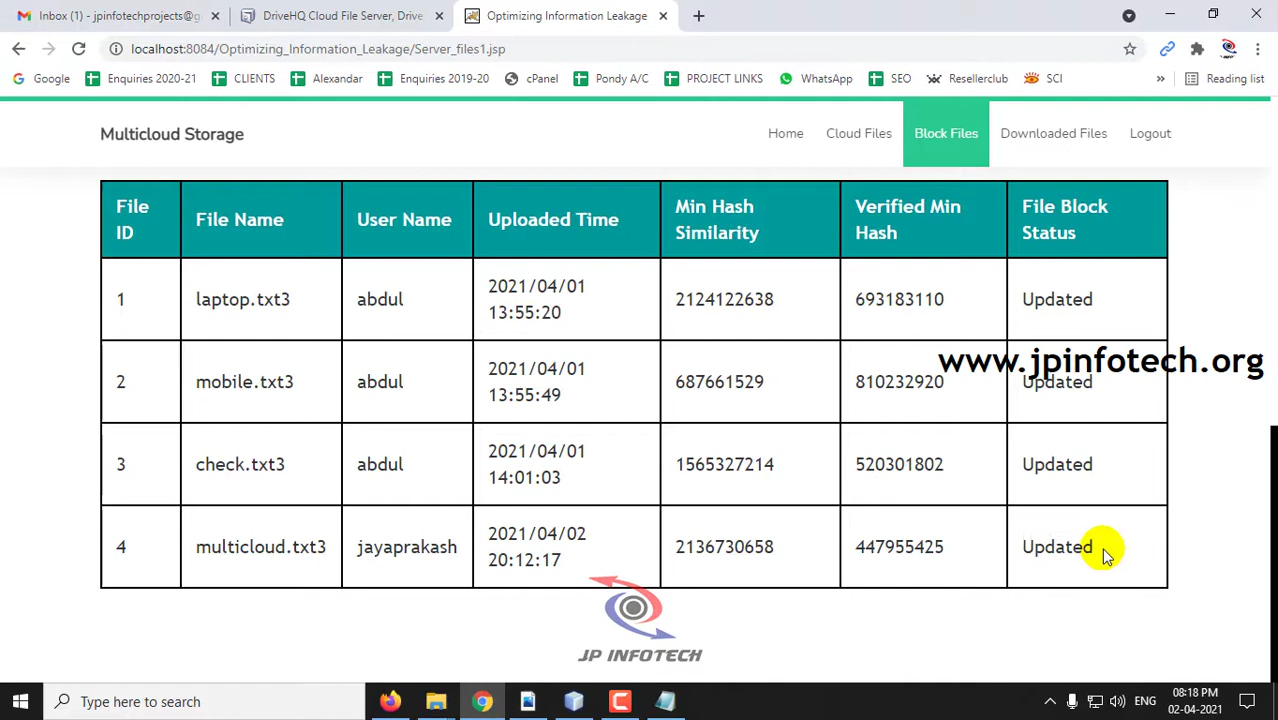 Inbox (1) - jpinfotechprojects@g
DriveHQ Cloud File Server, Drive
Optimizing Information Leakage
localhost:8084/Optimizing_Information_Leakage/Server_files1.jsp
Google
Enquiries 2020-21
CLIENTS
Alexandar
Enquiries 2019-20
cPanel
Pondy A/C
PROJECT LINKS
WhatsApp
SEO
Resellerclub
SCI
»
Reading list
Multicloud Storage
Home
Cloud Files
Block Files
Downloaded Files
Logout
File ID
File Name
User Name
Uploaded Time
Min Hash Similarity
Verified Min Hash
File Block Status
1
laptop.txt3
abdul
2021/04/01 13:55:20
2124122638
693183110
Updated
www.jpinfotech.org
2
mobile.txt3
abdul
2021/04/01 13:55:49
687661529
810232920
Updated
3
check.txt3
abdul
2021/04/01 14:01:03
1565327214
520301802
Updated
4
multicloud.txt3
jayaprakash
2021/04/02 20:12:17
2136730658
447955425
Updated
JP INFOTECH
Type here to search
ENG
08:18 PM
02-04-2021